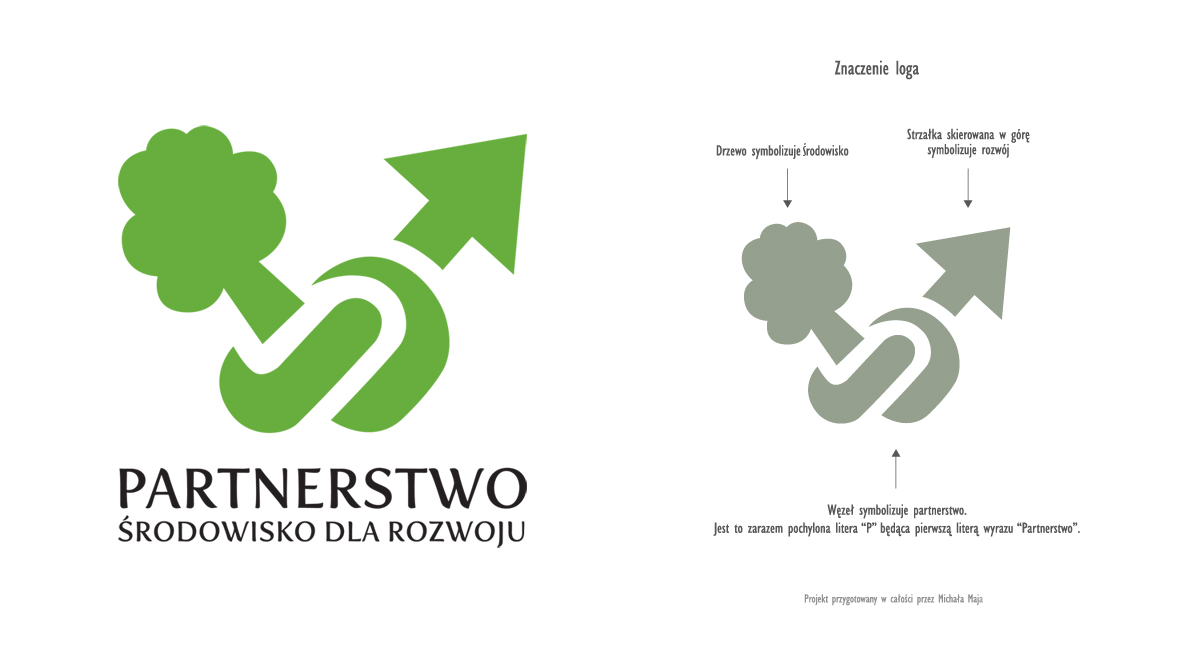 PARTNERSTWO
ŚRODOWISKO DLA ROZWOJU
Znaczenie loga
Drzewo symbolizuje Środowisko
Strzałka skierowana w górę
symbolizuje rozwój
Węzeł symbolizuje partnerstwo.
Jest to zarazem pochylona litera “P” będąca pierwszą literą wyrazu “Partnerstwo”.
Projekt przygotowany w całości przez Michała Maja